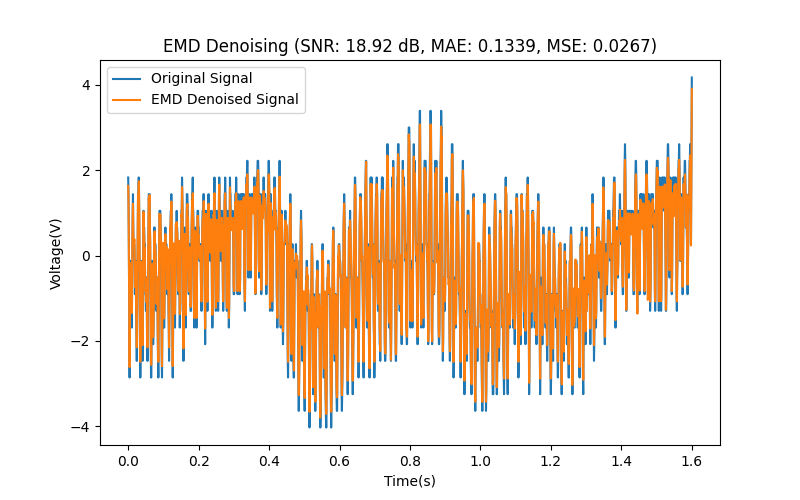 EMD Denoising (SNR: 18.92 dB, MAE: 0.1339, MSE: 0.0267)
Original Signal
EMD Denoised Signal
Voltage(V)
4
2
0
−2
−4
0.0 0.2 0.4 0.6 0.8 1.0 1.2 1.4 1.6
Time(s)